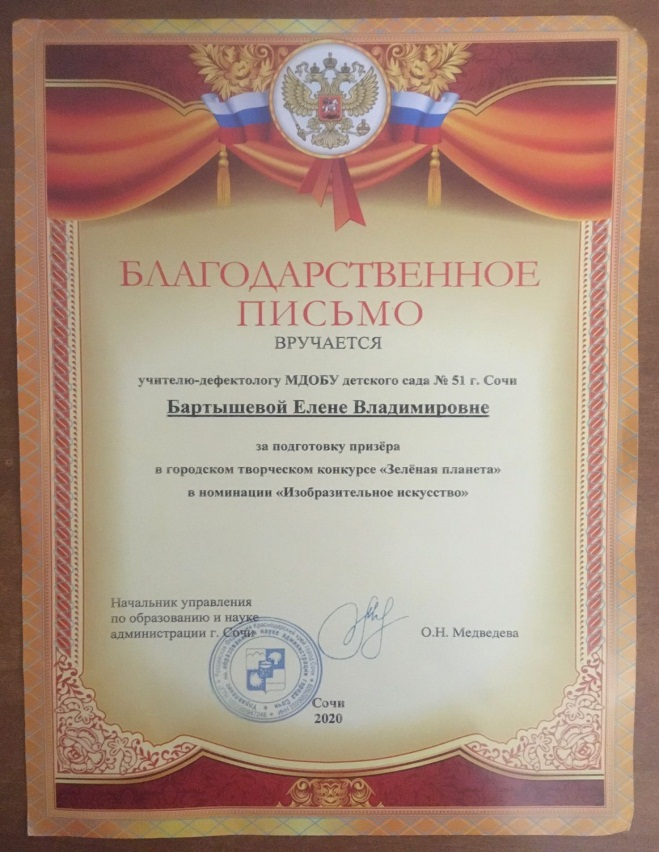 БЛАГОДАРСТВЕННОЕ
ПИСЬМО
ВРУЧАЕТСЯ
учителю-дефектологу МДОБУ детского сада № 51 г. Сочи
Бартышевой Елене Владимировне
за подготовку призёра
в городском творческом конкурсе «Зелёная планета»
в номинации «Изобразительное искусство»
Начальник управления
по образованию и науке
администрации г. Сочи
О.Н. Медведева
Сочи
2020